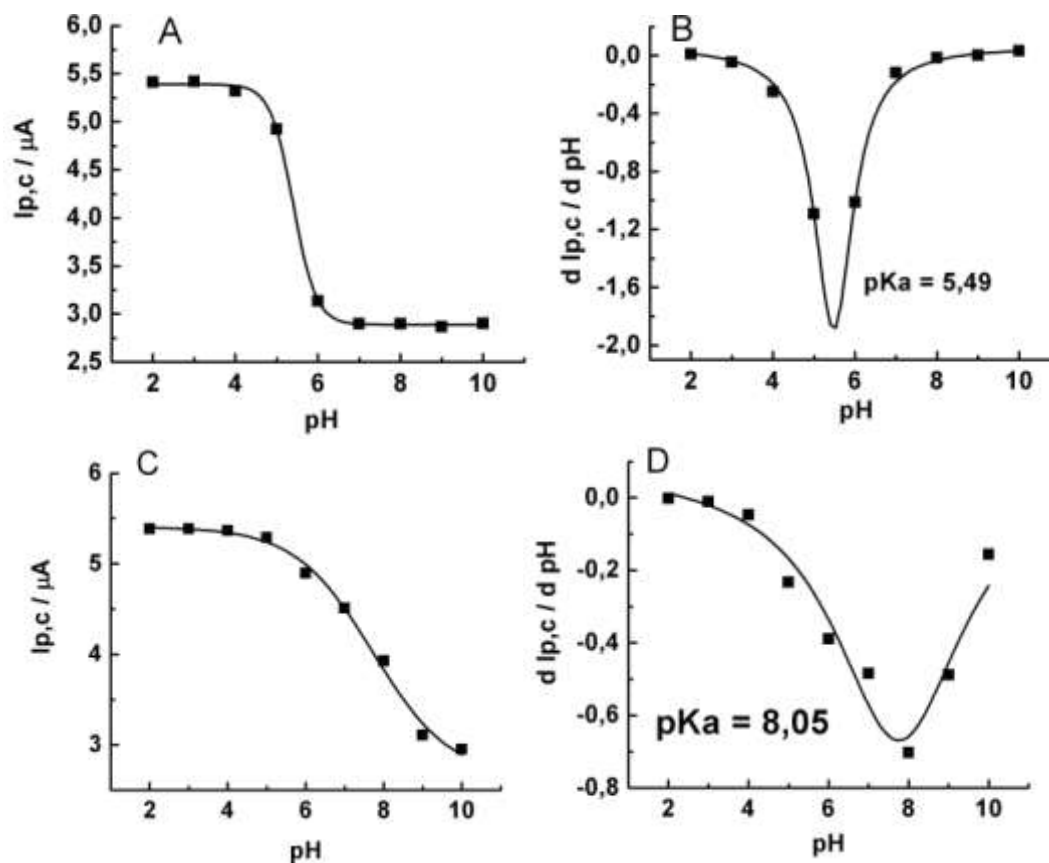 A
Ip,c / µA
6,0
5,5
5,0
4,5
4,0
3,5
3,0
2,5
2 4 6 8 10
pH
B
d Ip,c / d pH
0,0
-0,4
-0,8
-1,2
-1,6
-2,0
pKa = 5,49
2 4 6 8 10
pH
C
Ip,c / µA
6
5
4
3
2 4 6 8 10
pH
D
d Ip,c / d pH
0,0
-0,2
-0,4
-0,6
-0,8
pKa = 8,05
2 4 6 8 10
pH